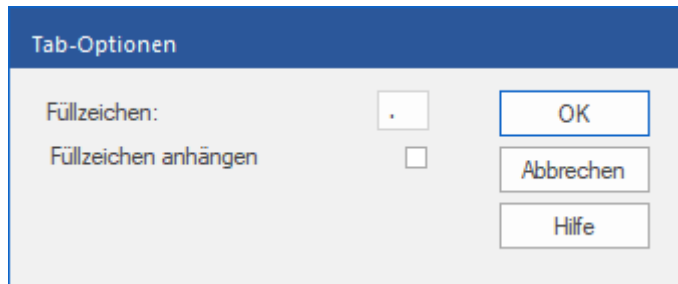 Tab-Optionen
Füllzeichen: .
OK
Füllzeichen anhängen
Abbrechen
Hilfe